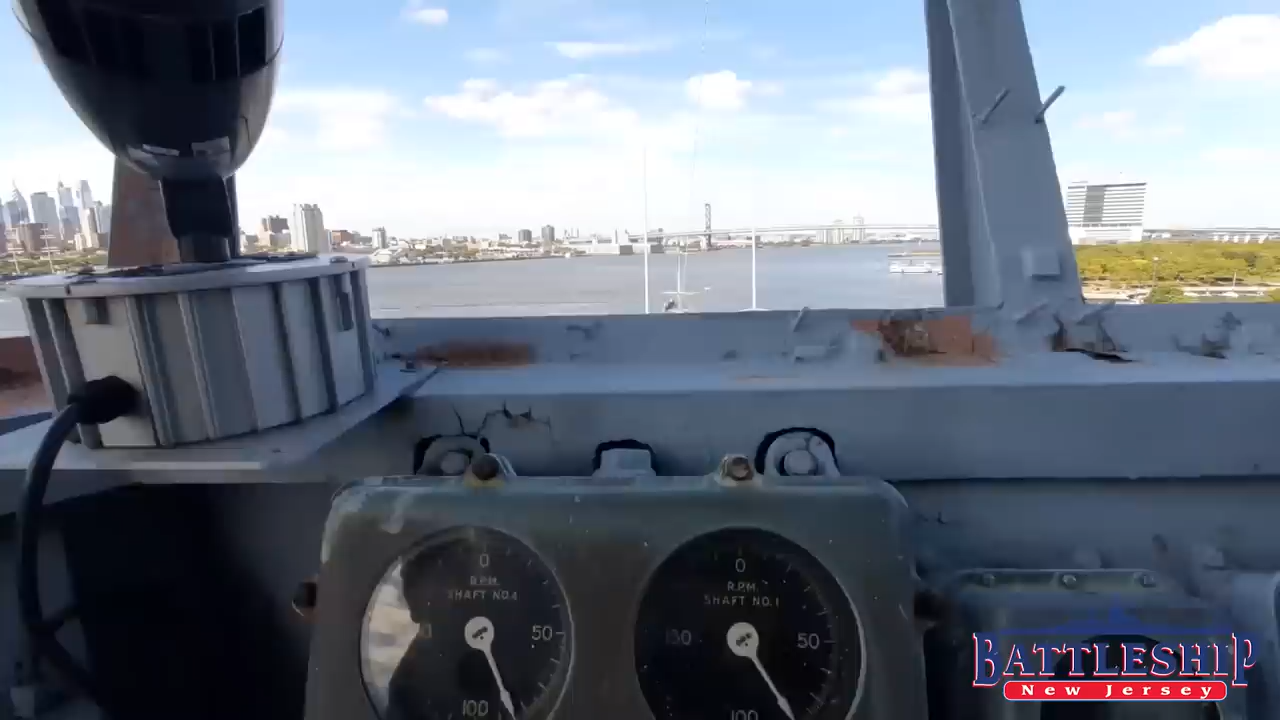 0
R.P.M.
SHAFT NO.4
50
100
0
R.P.M.
SHAFT NO.1
150
50
100
BATTLESHIP
New Jersey